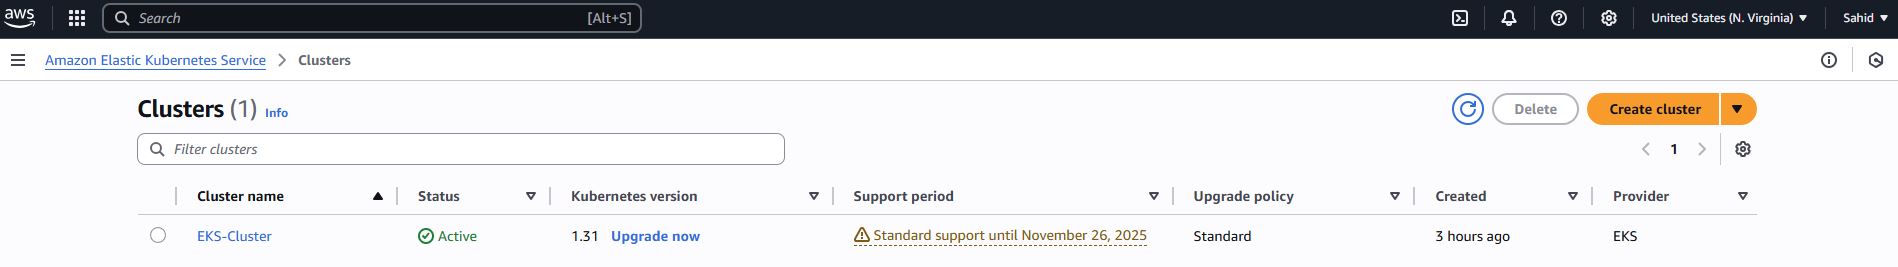 aws Search [Alt+S] United States (N. Virginia) Sahid
Amazon Elastic Kubernetes Service > Clusters
Clusters (1) Info Delete Create cluster
Filter clusters 1
Cluster name Status Kubernetes version Support period Upgrade policy Created Provider
EKS-Cluster Active 1.31 Upgrade now Standard support until November 26, 2025 Standard 3 hours ago EKS